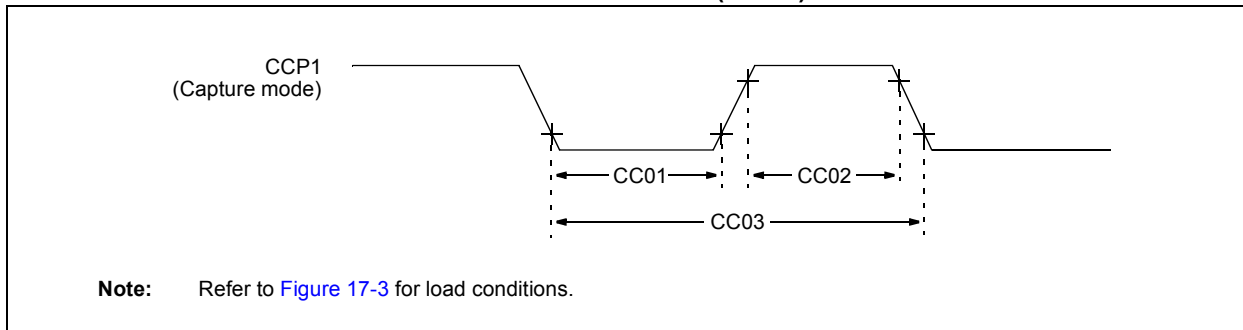 CCP1
(Capture mode)
CC01
CC02
CC03
Note: Refer to Figure 17-3 for load conditions.